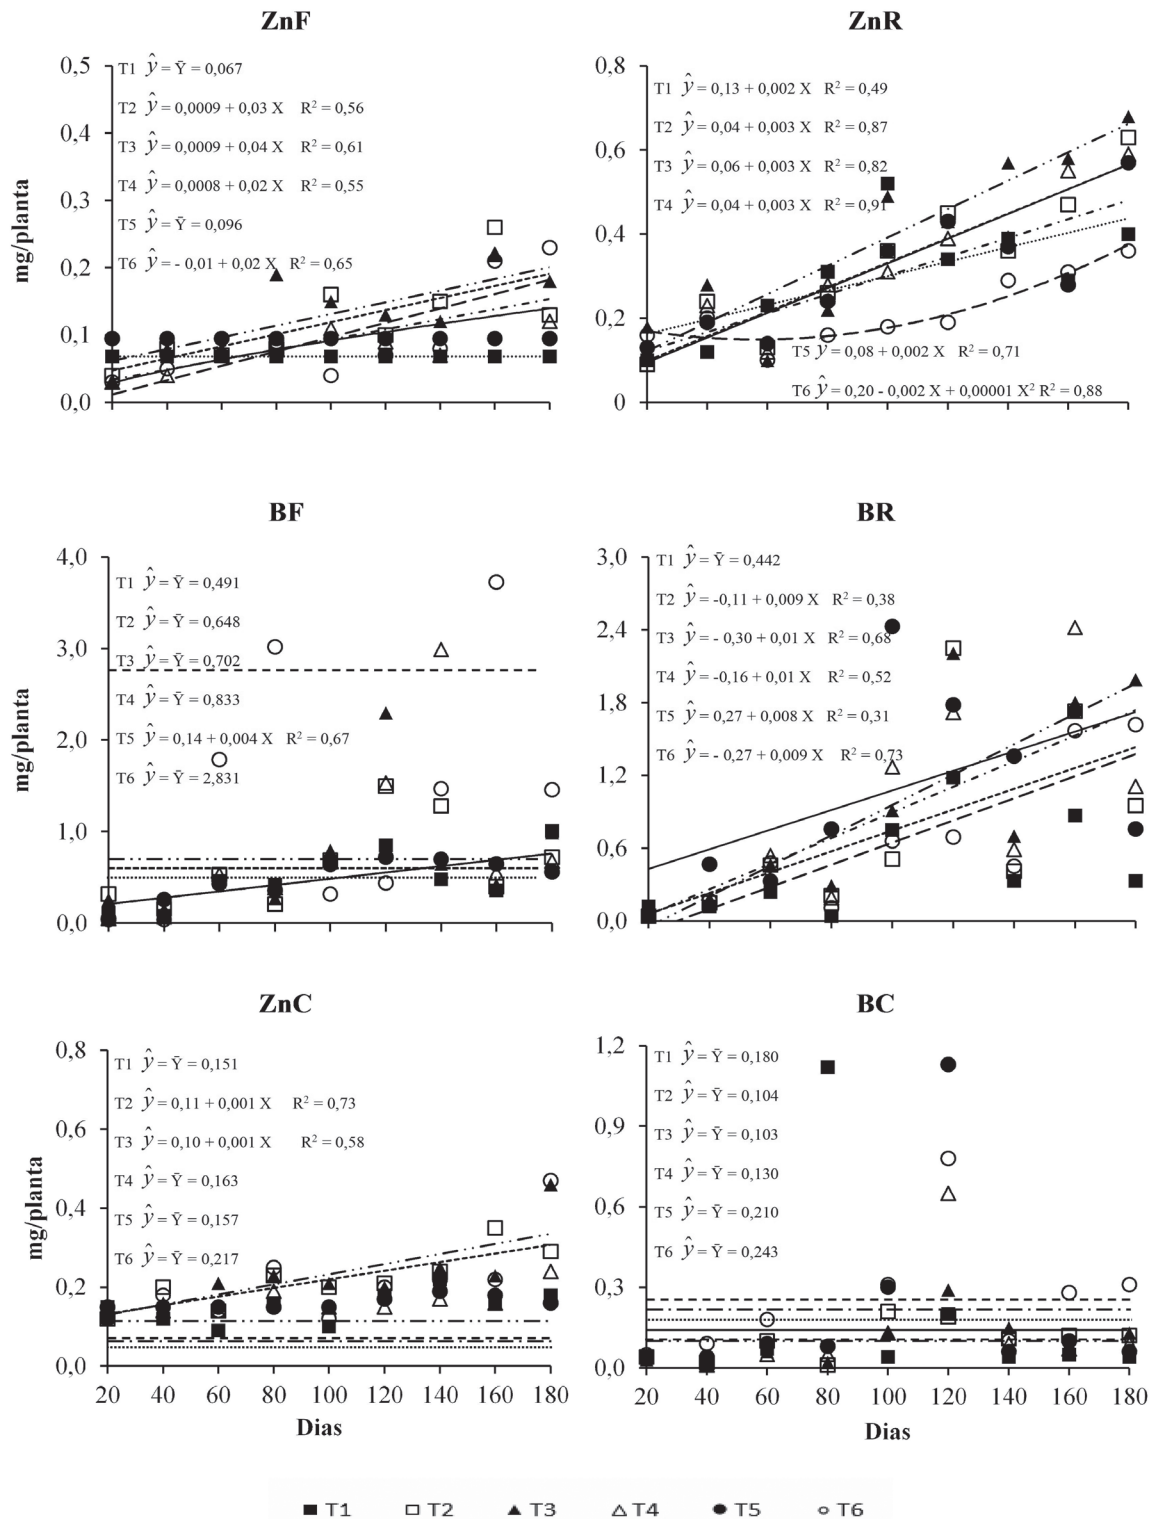 ZnF
0,5
0,4
0,3
0,2
0,1
0,0
mg/planta
T1 ŷ = Ȳ = 0,067
T2 ŷ = 0,0009 + 0,03 X R² = 0,56
T3 ŷ = 0,0009 + 0,04 X R² = 0,61
T4 ŷ = 0,0008 + 0,02 X R² = 0,55
T5 ŷ = Ȳ = 0,096
T6 ŷ = - 0,01 + 0,02 X R² = 0,65
ZnR
0,8
0,6
0,4
0,2
0
T1 ŷ = 0,13 + 0,002 X R² = 0,49
T2 ŷ = 0,04 + 0,003 X R² = 0,87
T3 ŷ = 0,06 + 0,003 X R² = 0,82
T4 ŷ = 0,04 + 0,003 X R² = 0,91
T5 ŷ = 0,08 + 0,002 X R² = 0,71
T6 ŷ = 0,20 - 0,002 X + 0,00001 X² R² = 0,88
BF
4,0
3,0
2,0
1,0
0,0
mg/planta
T1 ŷ = Ȳ = 0,491
T2 ŷ = Ȳ = 0,648
T3 ŷ = Ȳ = 0,702
T4 ŷ = Ȳ = 0,833
T5 ŷ = 0,14 + 0,004 X R² = 0,67
T6 ŷ = Ȳ = 2,831
BR
3,0
2,4
1,8
1,2
0,6
0,0
T1 ŷ = Ȳ = 0,442
T2 ŷ = -0,11 + 0,009 X R² = 0,38
T3 ŷ = - 0,30 + 0,01 X R² = 0,68
T4 ŷ = -0,16 + 0,01 X R² = 0,52
T5 ŷ = 0,27 + 0,008 X R² = 0,31
T6 ŷ = - 0,27 + 0,009 X R² = 0,73
ZnC
0,8
0,6
0,4
0,2
0,0
mg/planta
T1 ŷ = Ȳ = 0,151
T2 ŷ = 0,11 + 0,001 X R² = 0,73
T3 ŷ = 0,10 + 0,001 X R² = 0,58
T4 ŷ = Ȳ = 0,163
T5 ŷ = Ȳ = 0,157
T6 ŷ = Ȳ = 0,217
20 40 60 80 100 120 140 160 180
Dias
BC
1,2
0,9
0,6
0,3
0,0
T1 ŷ = Ȳ = 0,180
T2 ŷ = Ȳ = 0,104
T3 ŷ = Ȳ = 0,103
T4 ŷ = Ȳ = 0,130
T5 ŷ = Ȳ = 0,210
T6 ŷ = Ȳ = 0,243
20 40 60 80 100 120 140 160 180
Dias
T1 T2 T3 T4 T5 T6